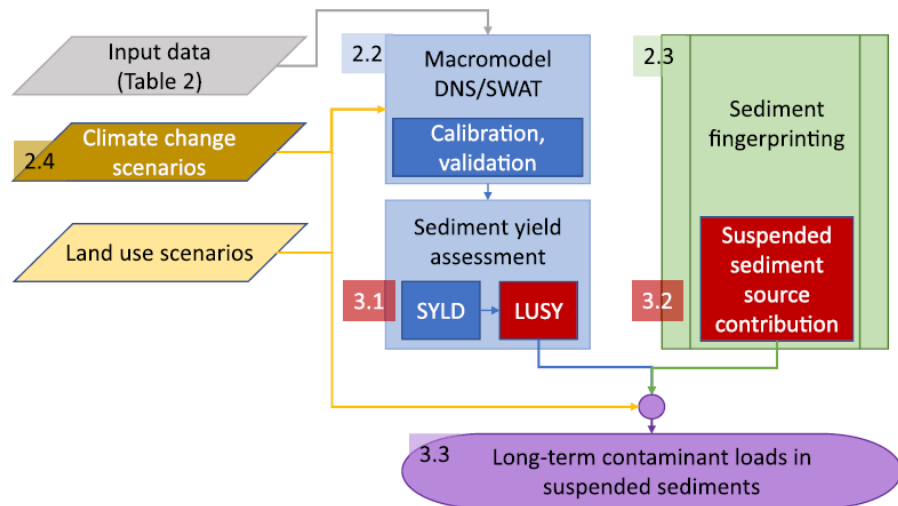 Input data
(Table 2)
2.2
Macromodel
DNS/SWAT
Calibration,
validation
2.3
Sediment
fingerprinting
2.4
Climate change
scenarios
Land use scenarios
Sediment yield
assessment
3.1
SYLD
LUSY
3.2
Suspended
sediment
source
contribution
3.3
Long-term contaminant loads in
suspended sediments